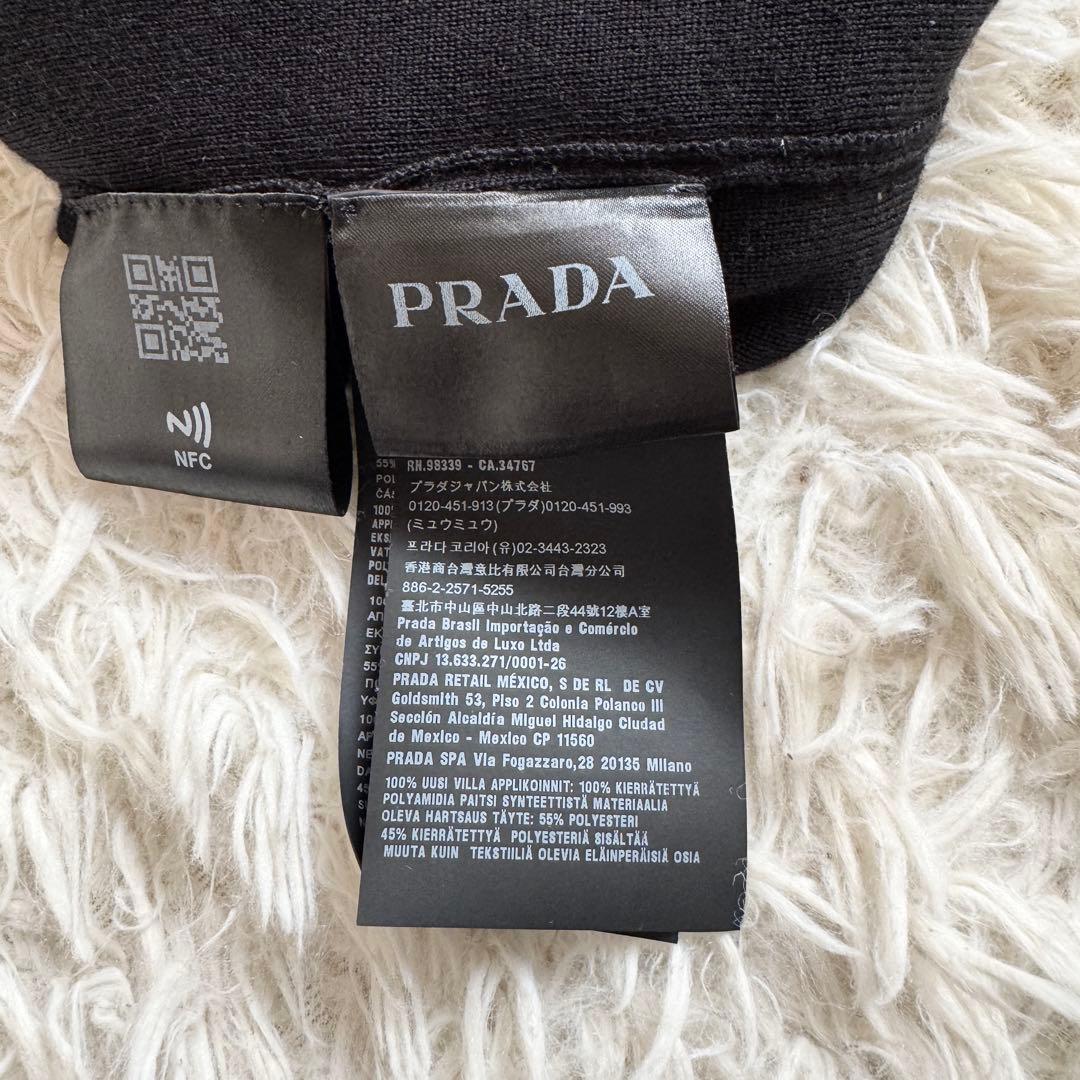 PRADA
NFC
RN.98339 - CA.34767
プラダジャパン株式会社
0120-451-913(プラダ)0120-451-993
(ミュウミュウ)
프라다코리아(유)02-3443-2323
香港商台灣意比有限公司台灣分公司
886-2-2571-5255
臺北市中山區中山北路二段44號12樓A室
Prada Brasil Importação e Comércio
de Artigos de Luxo Ltda
CNPJ 13.633.271/0001-26
PRADA RETAIL MÉXICO, S DE RL DE CV
Goldsmith 53, Piso 2 Colonia Polanco III
Sección Alcaldía Miguel Hidalgo Ciudad
de Mexico - Mexico CP 11560
PRADA SPA Via Fogazzaro,28 20135 Milano
100% UUSI VILLA APPLIKOINNIT: 100% KIERRÄTETTYÄ
POLYAMIDIA PAITSI SYNTEETTISTÄ MATERIAALIA
OLEVA HARTSAUS TÄYTE: 55% POLYESTERI
45% KIERRÄTETTYÄ POLYESTERIÄ SISÄLTÄÄ
MUUTA KUIN TEKSTIILIÄ OLEVIA ELÄINPERÄISIÄ OSIA